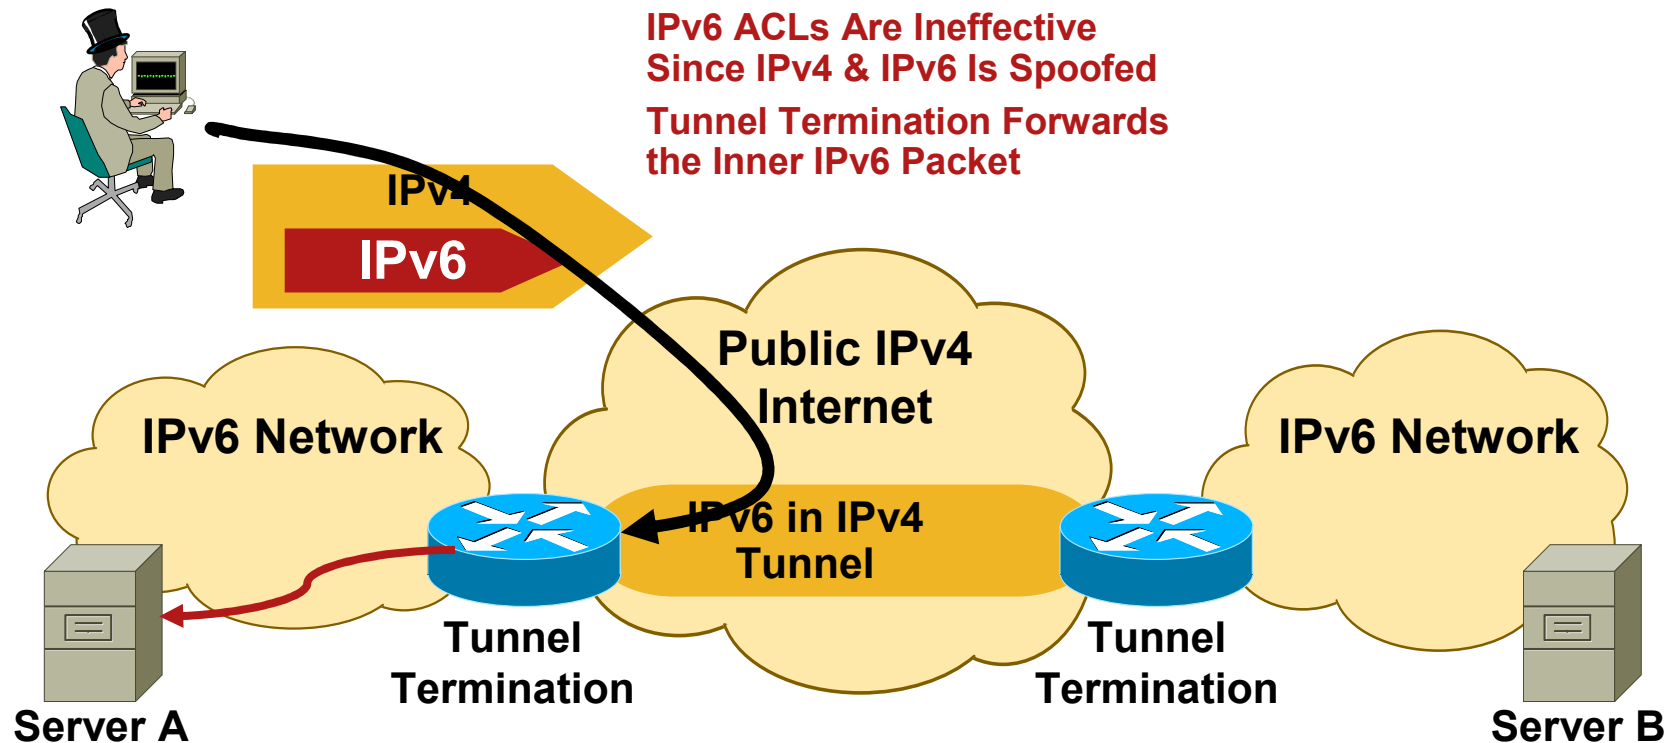 IPv6 ACLs Are Ineffective
Since IPv4 & IPv6 Is Spoofed
Tunnel Termination Forwards
the Inner IPv6 Packet
IPv4
IPv6
Public IPv4
Internet
IPv6 Network
IPv6 Network
IPv6 in IPv4
Tunnel
Tunnel
Termination
Tunnel
Termination
Server A
Server B